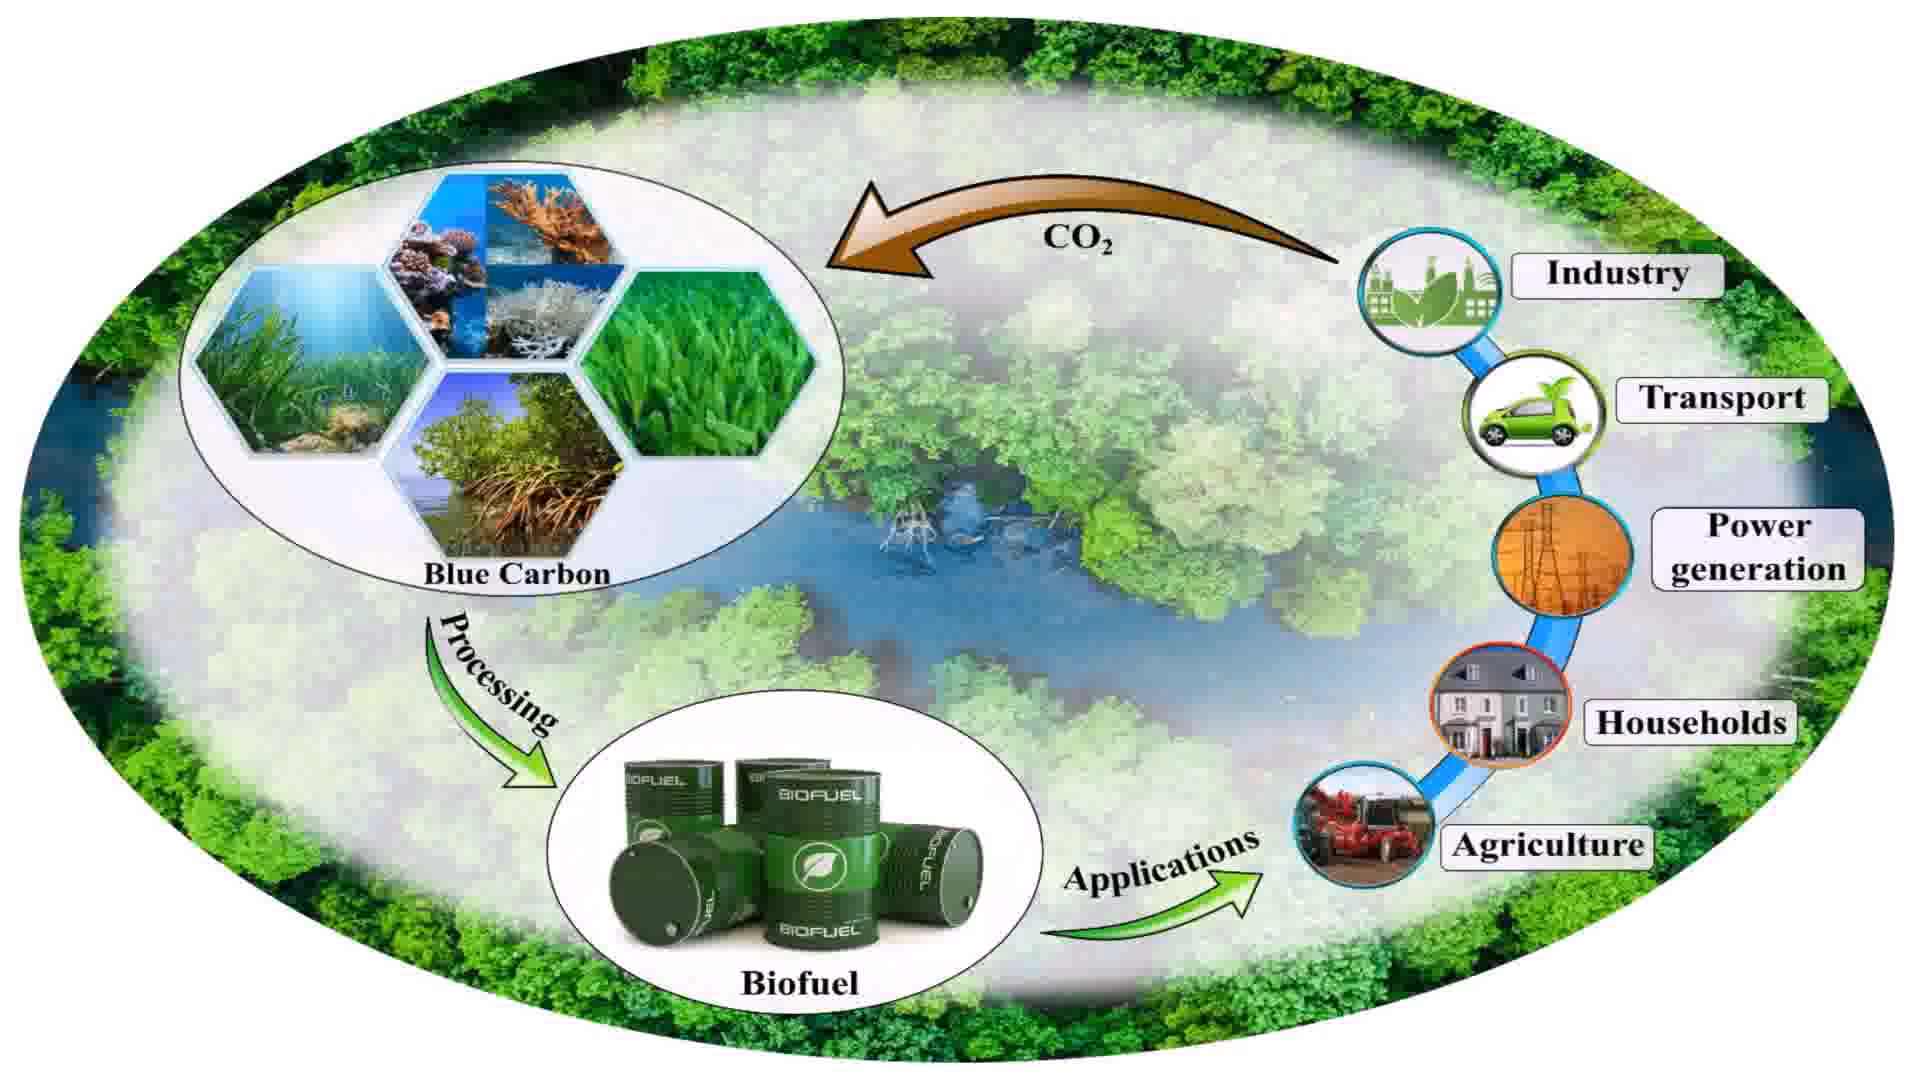 CO₂
Industry
Transport
Power
generation
Households
Agriculture
Blue Carbon
Processing
BIOFUEL
BIOFUEL
BIOFUEL
BIOFUEL
Applications
Biofuel